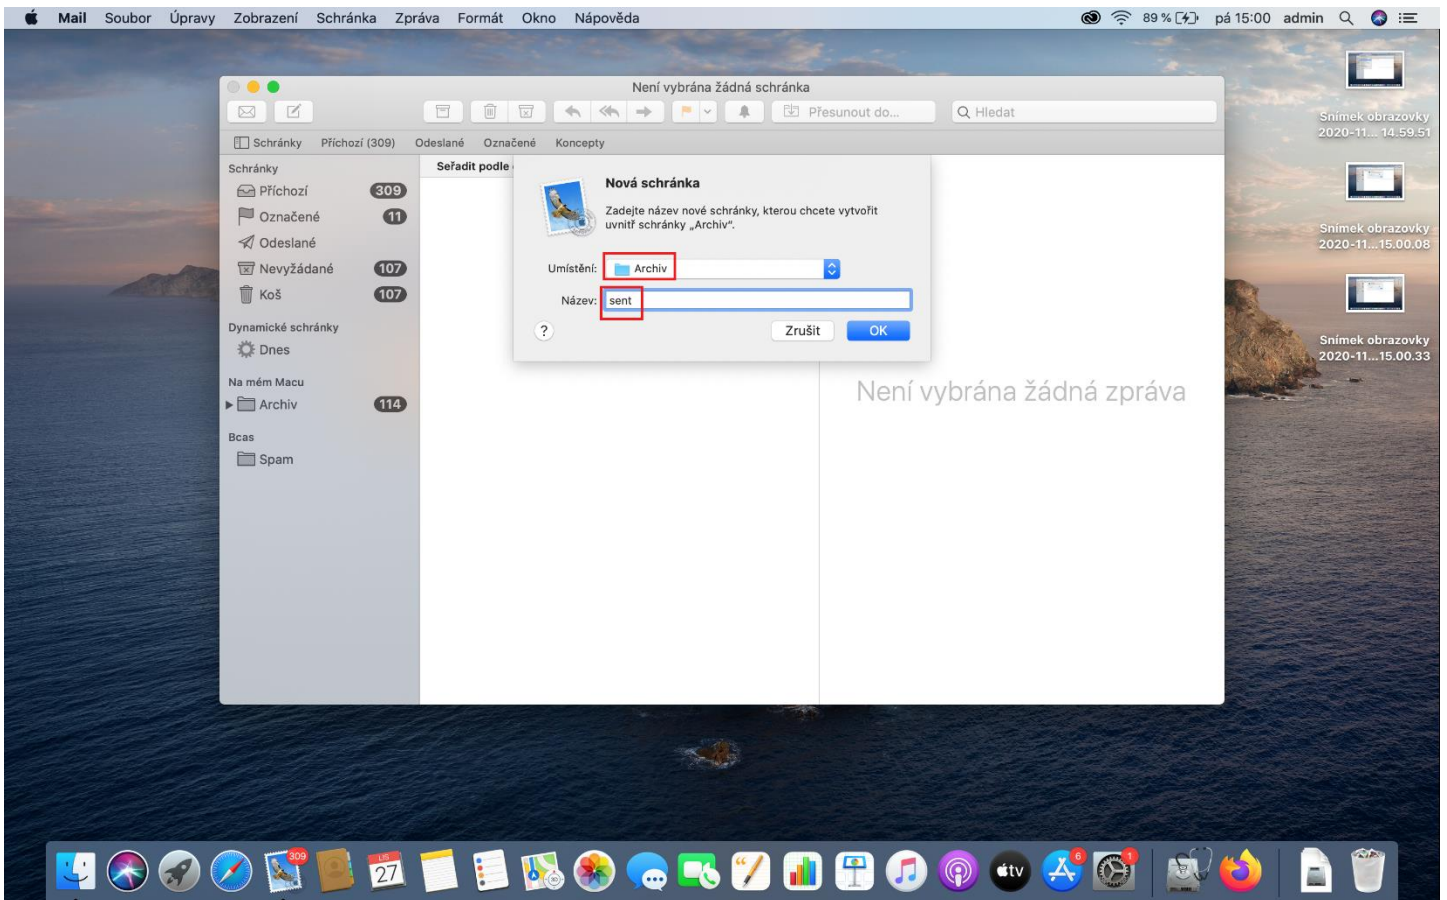 Mail Soubor Úpravy Zobrazení Schránka Zpráva Formát Okno Nápověda 89 % pá 15:00 admin
Není vybrána žádná schránka
Přesunout do... Hledat
Schránky Příchozí (309) Odeslané Označené Koncepty
Schránky
Příchozí 309
Označené 11
Odeslané
Nevyžádané 107
Koš 107
Dynamické schránky
Dnes
Na mém Macu
Archiv 114
Bcas
Spam
Seřadit podle
Nová schránka
Zadejte název nové schránky, kterou chcete vytvořit
uvnitř schránky „Archiv“.
Umístění: Archiv
Název: sent
? Zrušit OK
Není vybrána žádná zpráva
Snímek obrazovky
2020-11... 14.59.51
Snímek obrazovky
2020-11...15.00.08
Snímek obrazovky
2020-11...15.00.33
309
LIS
27
tv
6
1